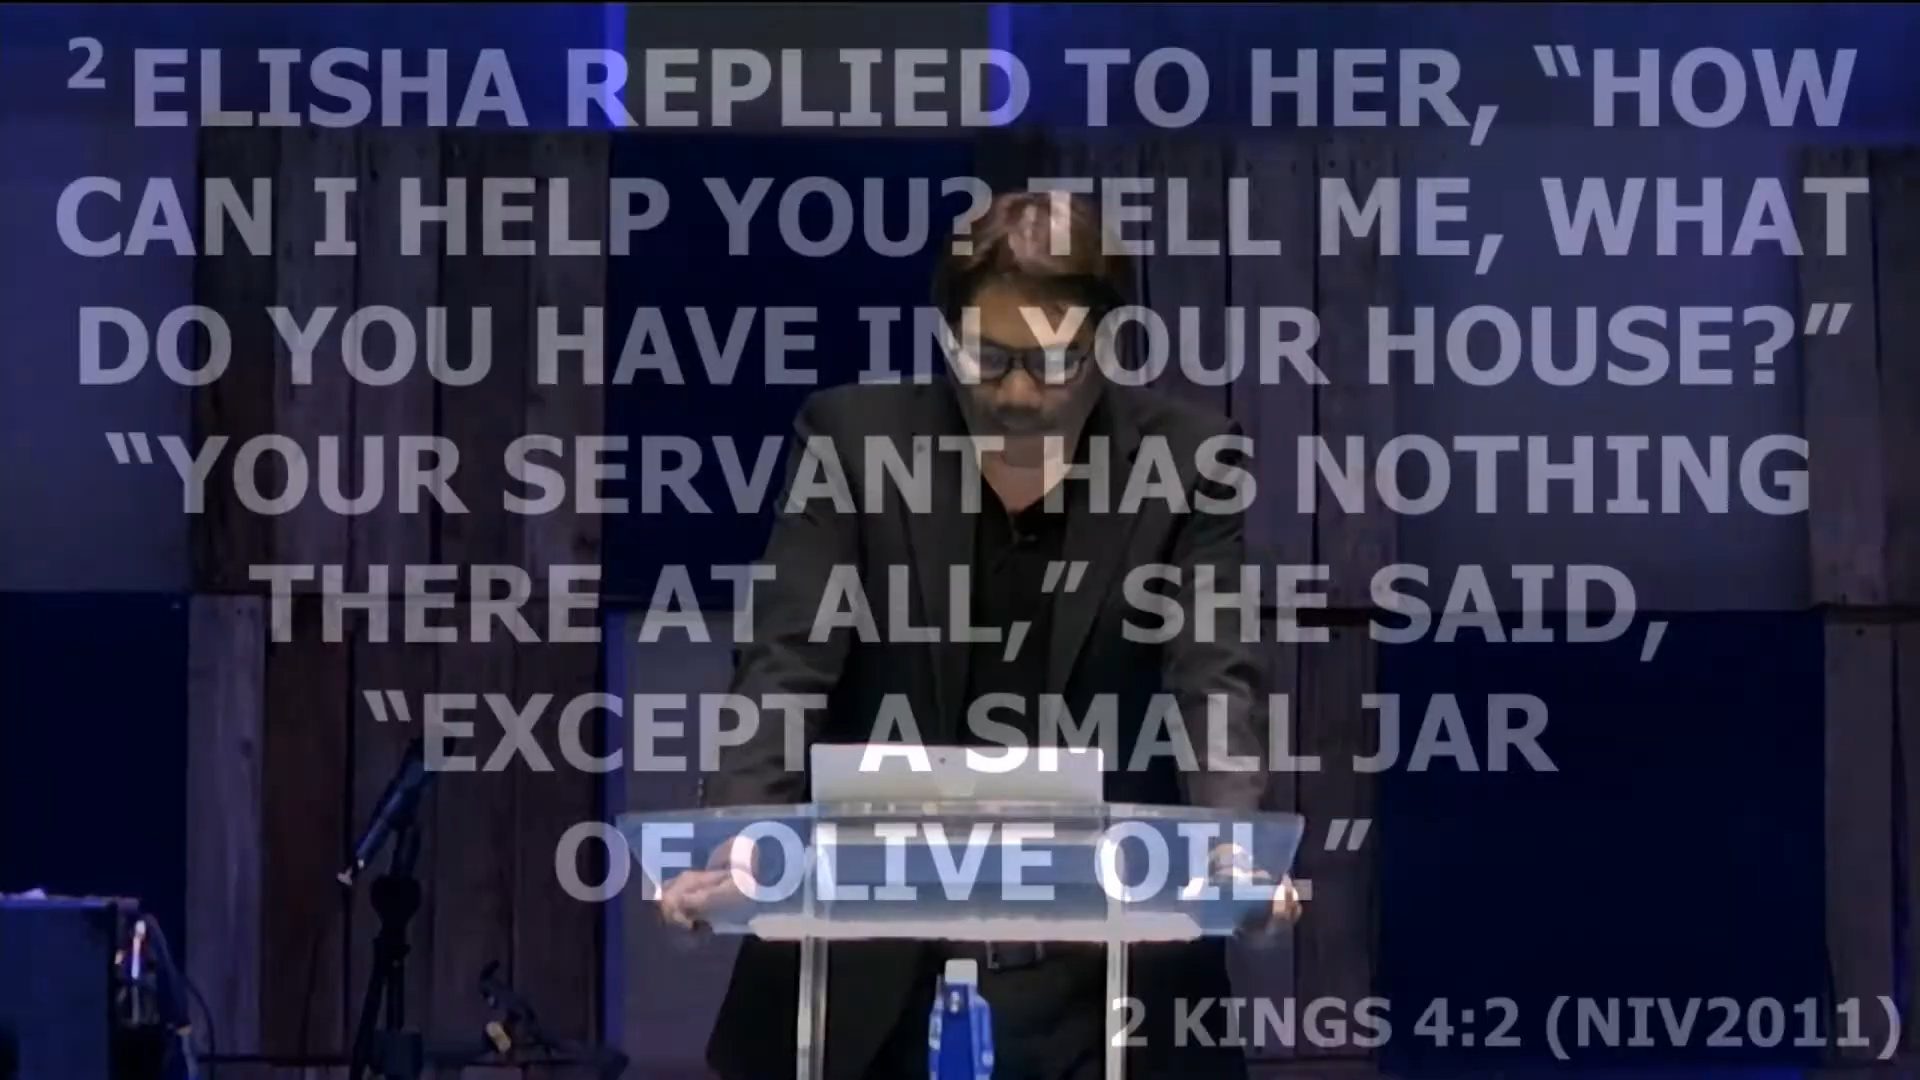 2 ELISHA REPLIED TO HER, “HOW
CAN I HELP YOU? TELL ME, WHAT
DO YOU HAVE IN YOUR HOUSE?”
“YOUR SERVANT HAS NOTHING
THERE AT ALL,” SHE SAID,
“EXCEPT A SMALL JAR
OF OLIVE OIL.”
2 KINGS 4:2 (NIV2011)